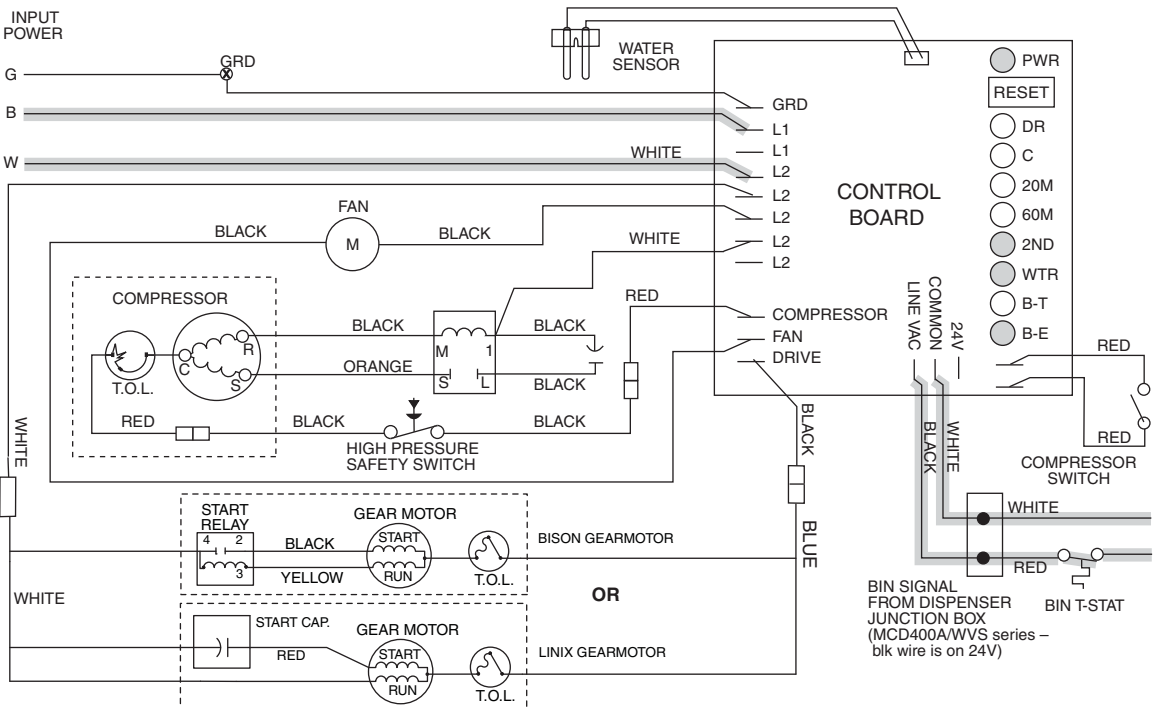 INPUT
POWER
G
GRD
B
W
WATER
SENSOR
WHITE
GRD
L1
L1
L2
L2
L2
L2
L2
CONTROL
BOARD
PWR
RESET
DR
C
20M
60M
2ND
WTR
B-T
B-E
FAN
M
BLACK
BLACK
WHITE
RED
COMPRESSOR
FAN
DRIVE
LINE VAC
COMMON
24V
COMPRESSOR
T.O.L.
C
R
S
BLACK
ORANGE
M
1
S
L
BLACK
BLACK
RED
BLACK
BLACK
HIGH PRESSURE
SAFETY SWITCH
RED
RED
COMPRESSOR
SWITCH
WHITE
BLACK
BLUE
BLACK
WHITE
WHITE
RED
BIN T-STAT
BIN SIGNAL
FROM DISPENSER
JUNCTION BOX
(MCD400A/WVS series –
blk wire is on 24V)
START
RELAY
4
2
3
BLACK
YELLOW
GEAR MOTOR
START
RUN
T.O.L.
BISON GEARMOTOR
OR
WHITE
START CAP.
RED
GEAR MOTOR
START
RUN
T.O.L.
LINIX GEARMOTOR